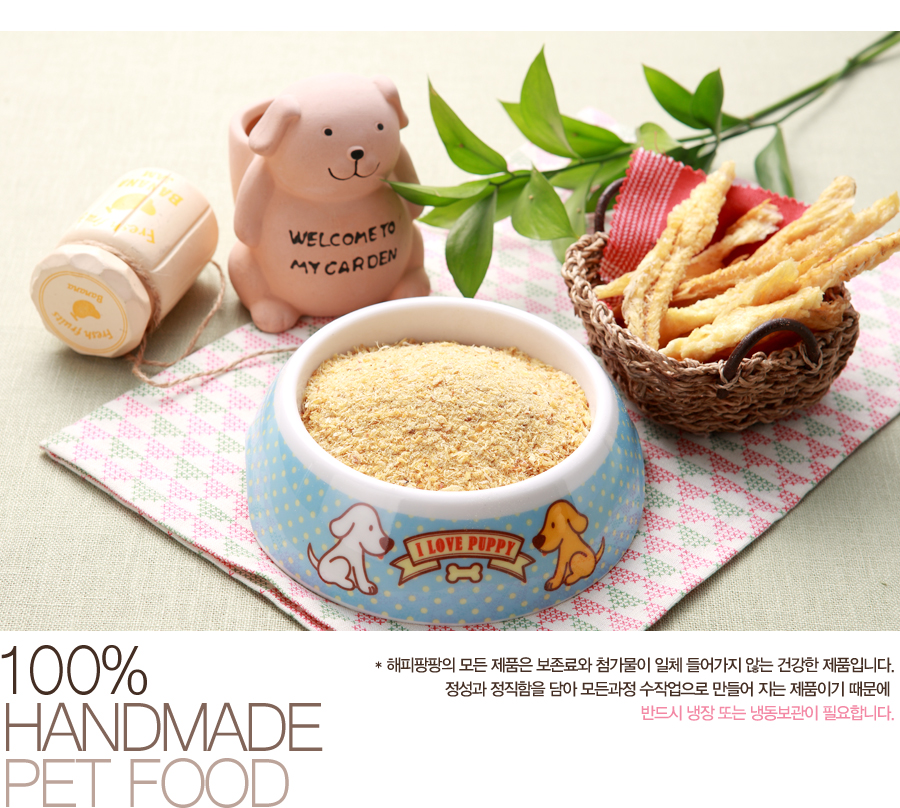 WELCOME TO
MY CARDEN
Fresh fruits
Banana
I LOVE PUPPY
100%
HANDMADE
PET FOOD
* 해피팡팡의 모든 제품은 보존료와 첨가물이 일체 들어가지 않는 건강한 제품입니다.
정성과 정직함을 담아 모든과정 수작업으로 만들어 지는 제품이기 때문에
반드시 냉장 또는 냉동보관이 필요합니다.